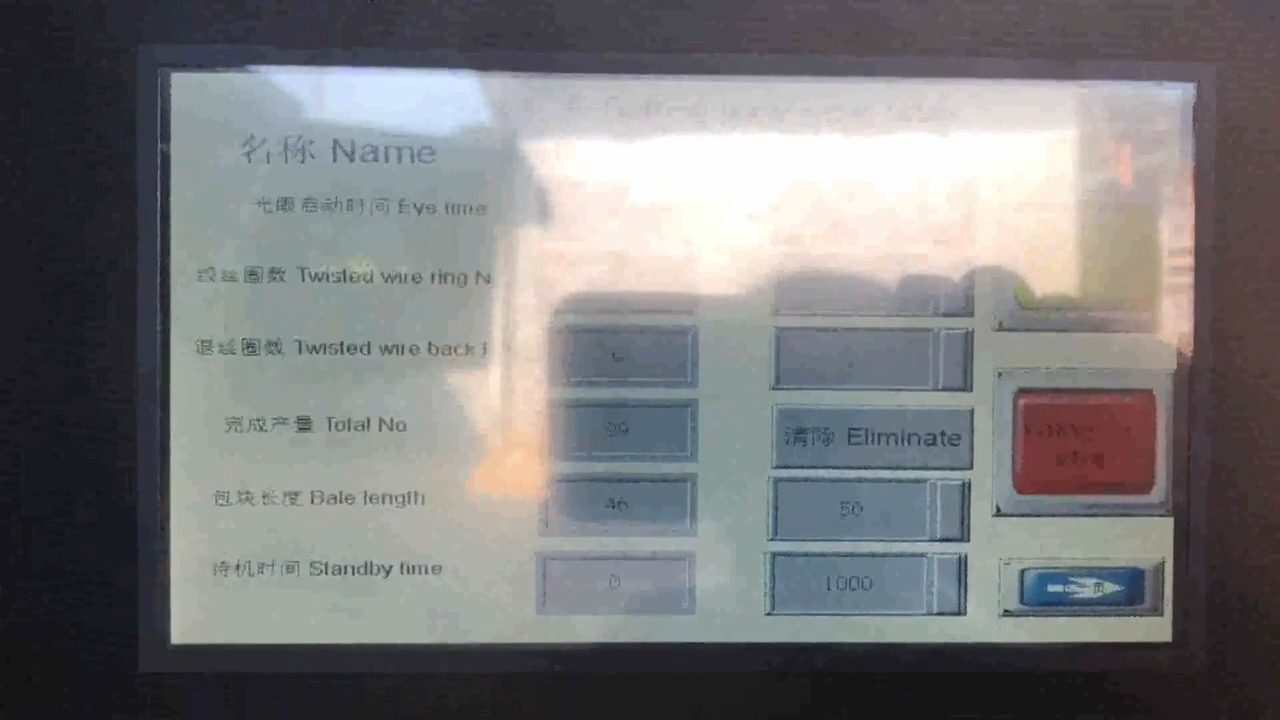 名称 Name
光眼启动时间 Eye time
绞丝圈数 Twisted wire ring N
退丝圈数 Twisted wire back
完成产量 Total No
99
清除 Eliminate
包块长度 Bale length
46
50
待机时间 Standby time
0
1000